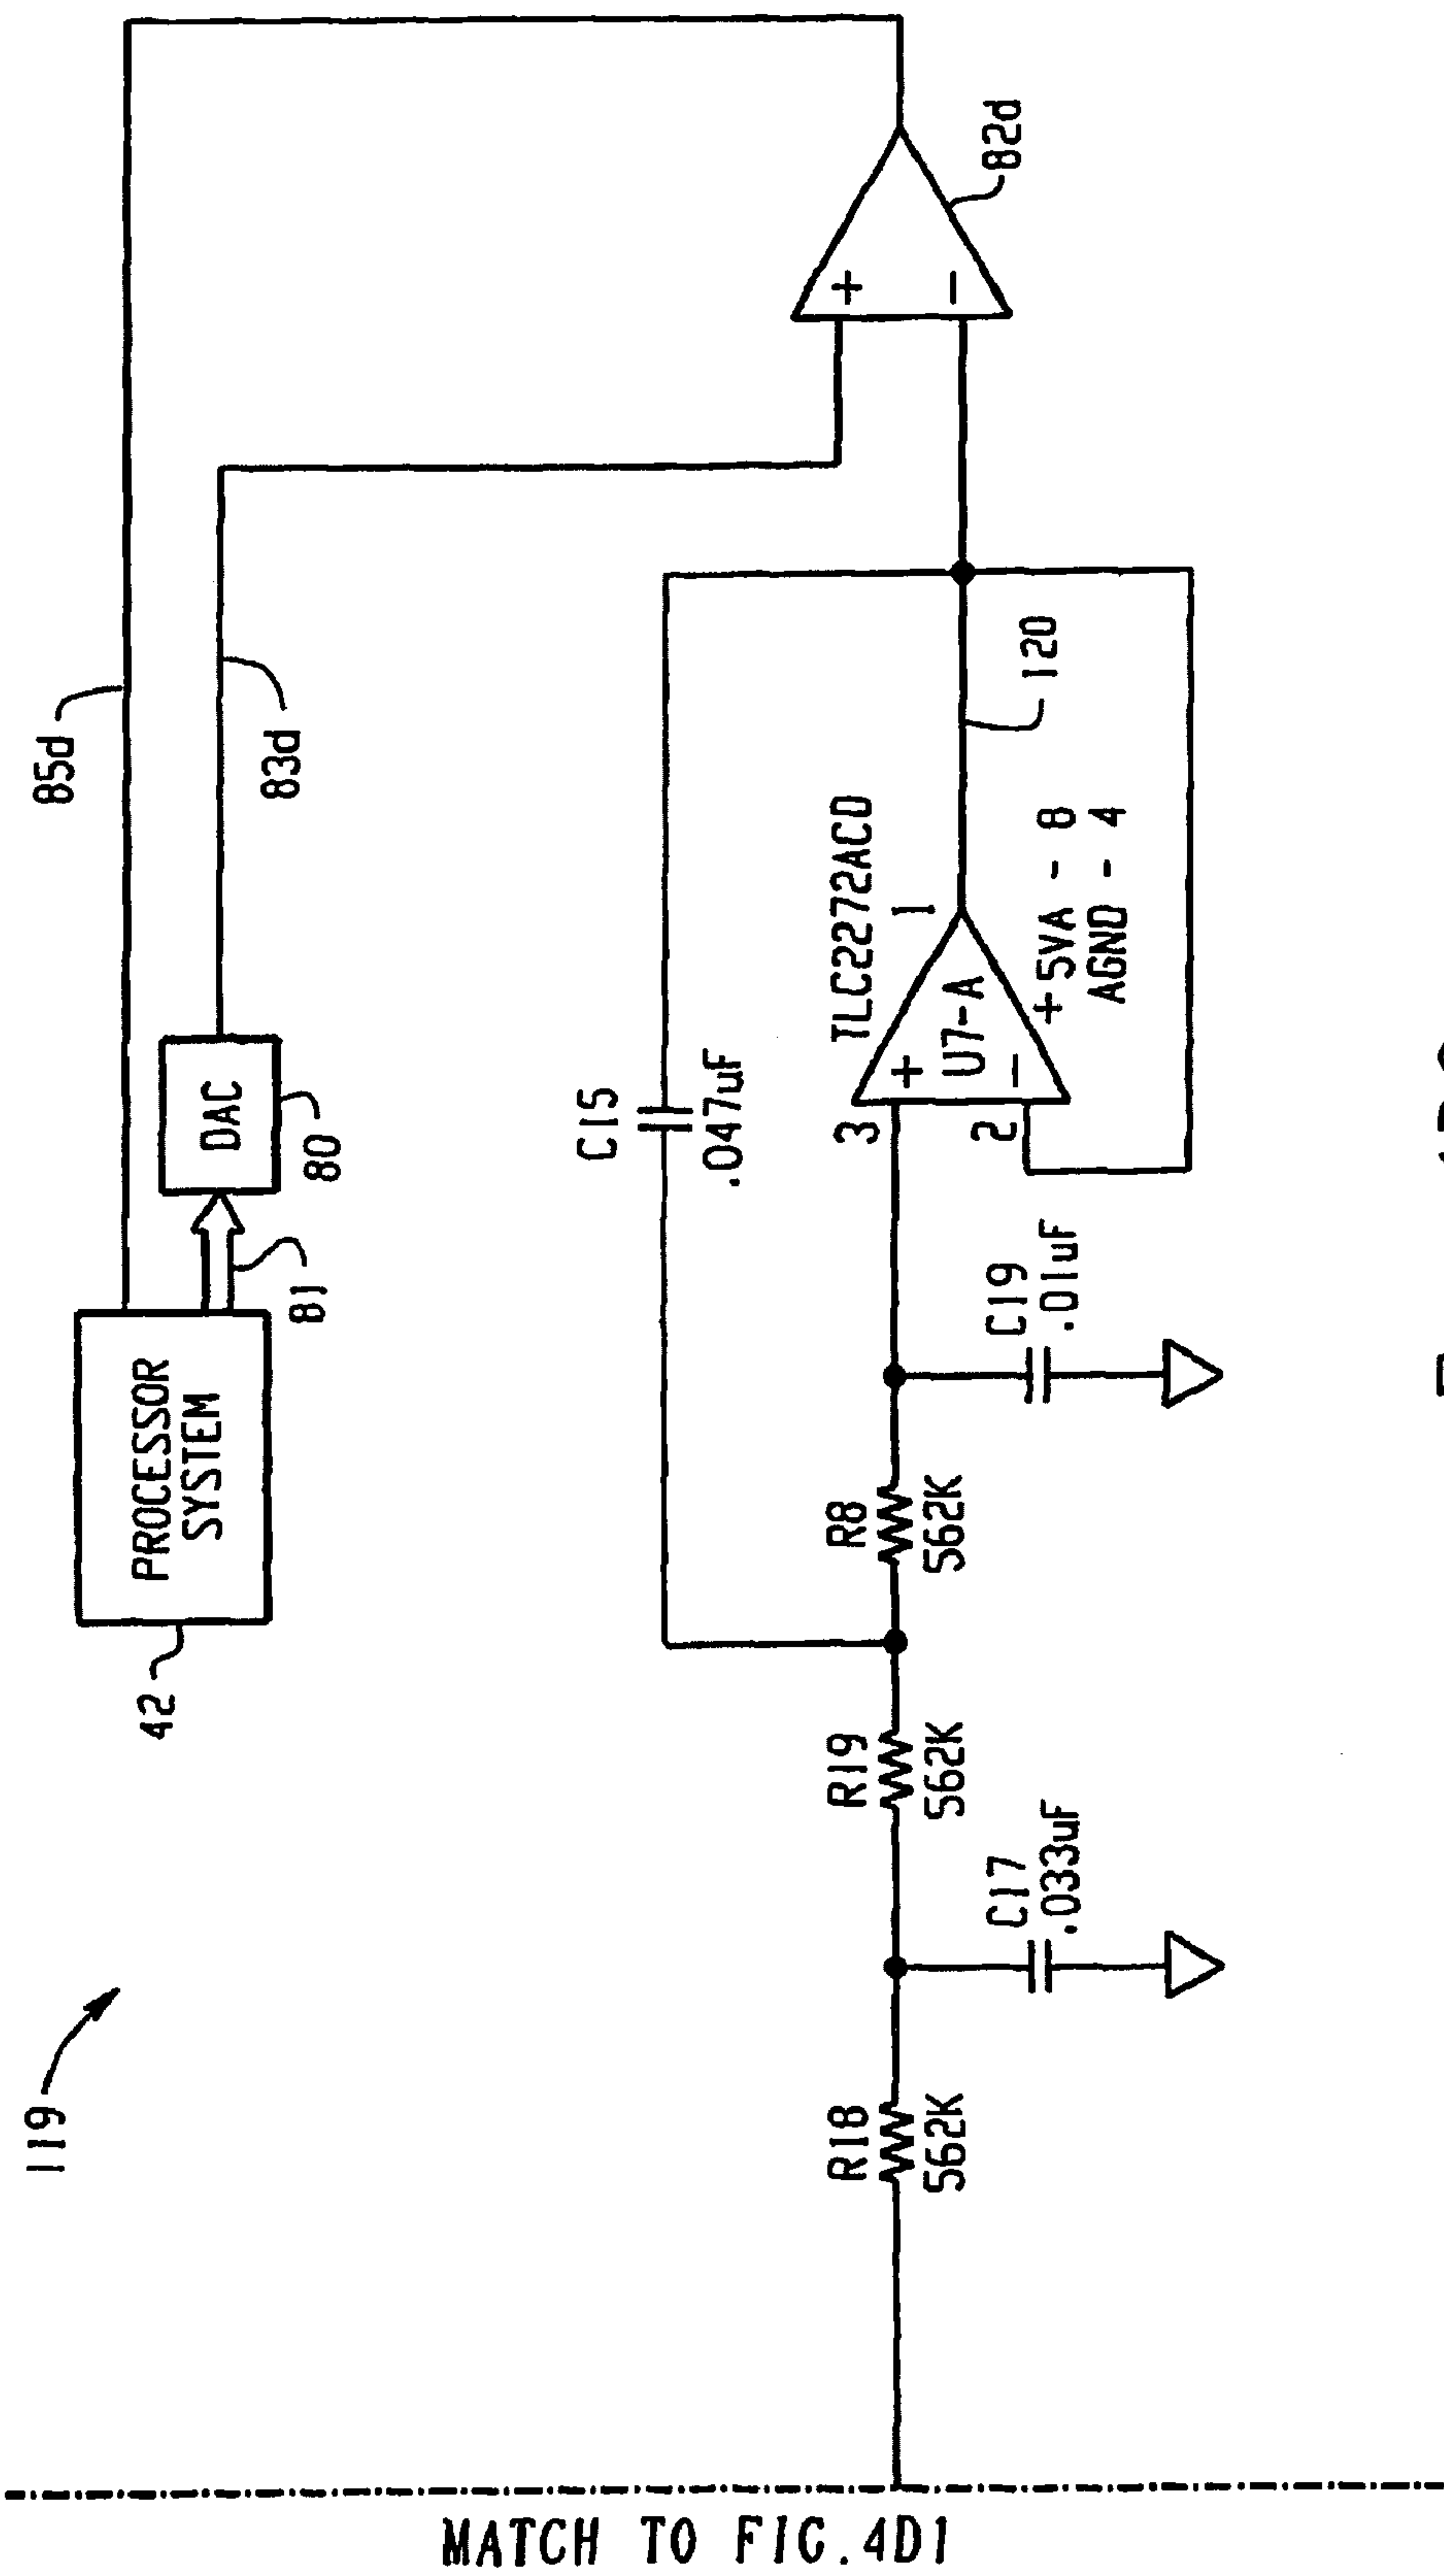 119
42
PROCESSOR
SYSTEM
81
DAC
80
85d
83d
82d
+
-
C15
.047uF
TLC2272ACD
3
+
1
U7-A
2
-
+5VA - 8
AGND - 4
120
R18
562K
C17
.033uF
R19
562K
R8
562K
C19
.01uF
MATCH TO FIG.4D1